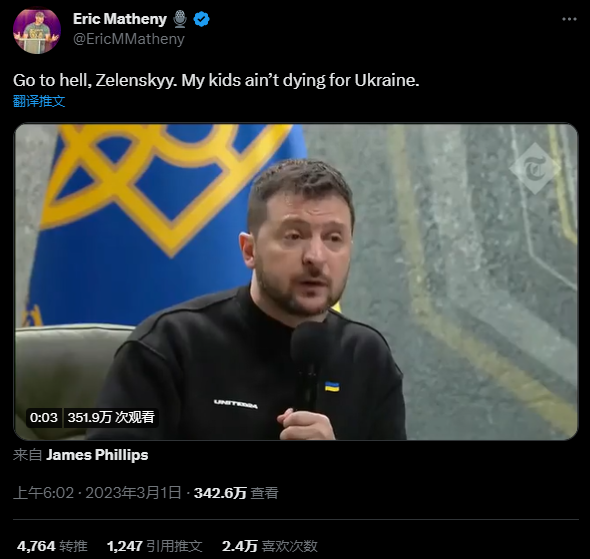 Eric Matheny
@EricMMatheny
Go to hell, Zelenskyy. My kids ain’t dying for Ukraine.
翻译推文
UNITED24
0:03 351.9万 次观看
来自 James Phillips
上午6:02 · 2023年3月1日 · 342.6万 查看
4,764 转推 1,247 引用推文 2.4万 喜欢次数